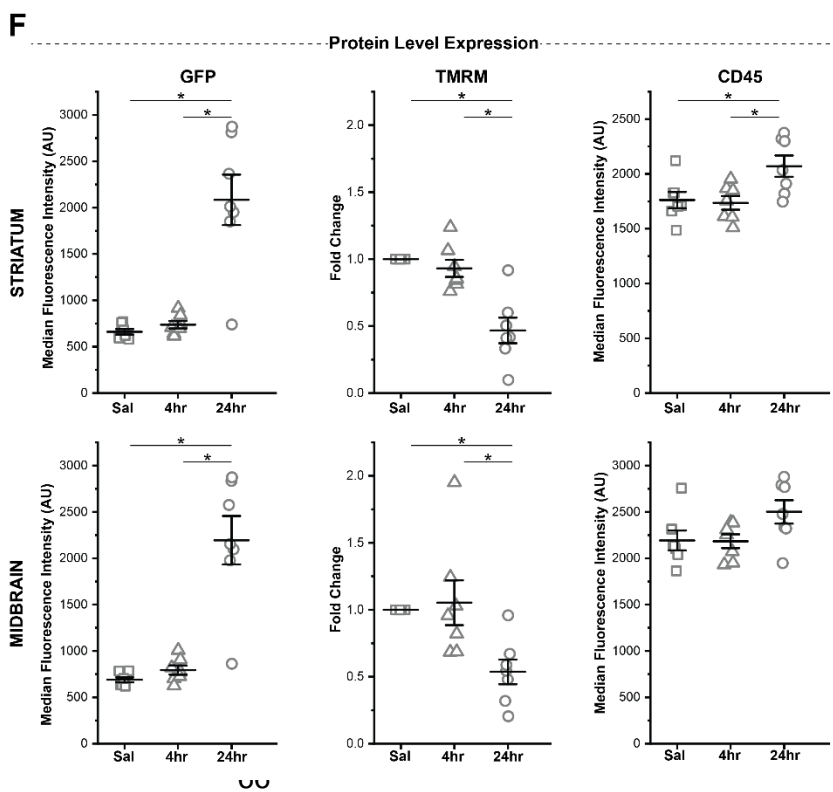 F
Protein Level Expression
GFP TMRM CD45
STRIATUM
Median Fluorescence Intensity (AU)
3000
2500
2000
1500
1000
500
0
* *
Sal 4hr 24hr
Fold Change
2.0
1.5
1.0
0.5
0.0
* *
Sal 4hr 24hr
Median Fluorescence Intensity (AU)
2500
2000
1500
1000
500
0
* *
Sal 4hr 24hr
MIDBRAIN
Median Fluorescence Intensity (AU)
3000
2500
2000
1500
1000
500
0
* *
Sal 4hr 24hr
Fold Change
2.0
1.5
1.0
0.5
0.0
* *
Sal 4hr 24hr
Median Fluorescence Intensity (AU)
3000
2500
2000
1500
1000
500
0
Sal 4hr 24hr